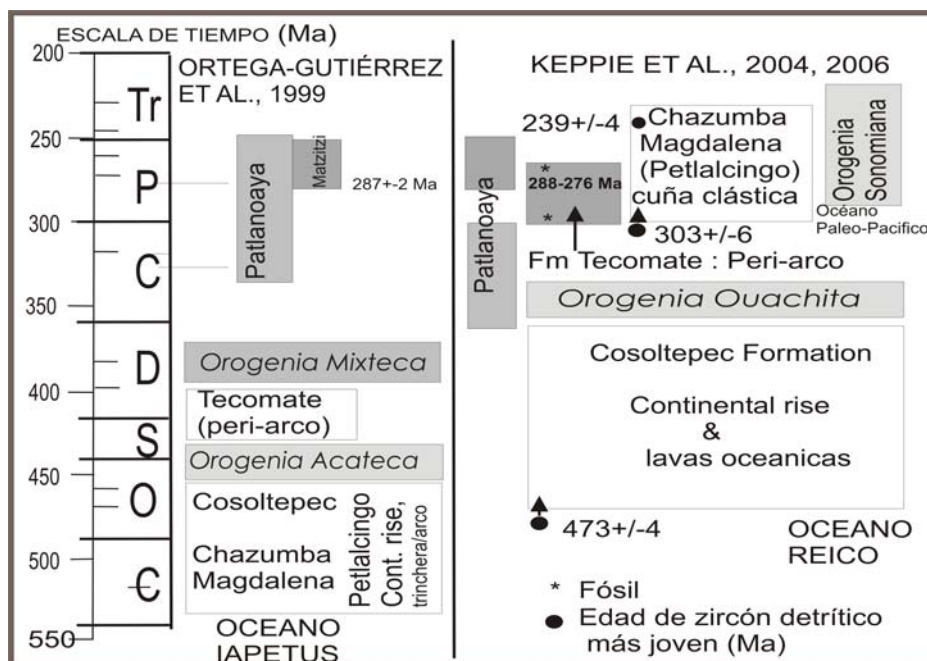 ESCALA DE TIEMPO (Ma)
200
250
300
350
400
450
500
550
Tr
P
C
D
S
O
Є
ORTEGA-GUTIÉRREZ
ET AL., 1999
Patlanoaya
Matzitzi
287+-2 Ma
Orogenia Mixteca
Tecomate
(peri-arco)
Orogenia Acateca
Cosoltepec
Chazumba
Magdalena
Petlalcingo
Cont. rise,
trinchera/arco
OCEANO
IAPETUS
KEPPIE ET AL., 2004, 2006
Patlanoaya
239+/-4
*
288-276 Ma
*
Chazumba
Magdalena
(Petlalcingo)
cuña clástica
303+/-6
Orogenia
Sonomiana
Océano
Paleo-Pacifico
Fm Tecomate : Peri-arco
Orogenia Ouachita
Cosoltepec Formation
Continental rise
&
lavas oceanicas
473+/-4
OCEANO
REICO
* Fósil
Edad de zircón detrítico
más joven (Ma)